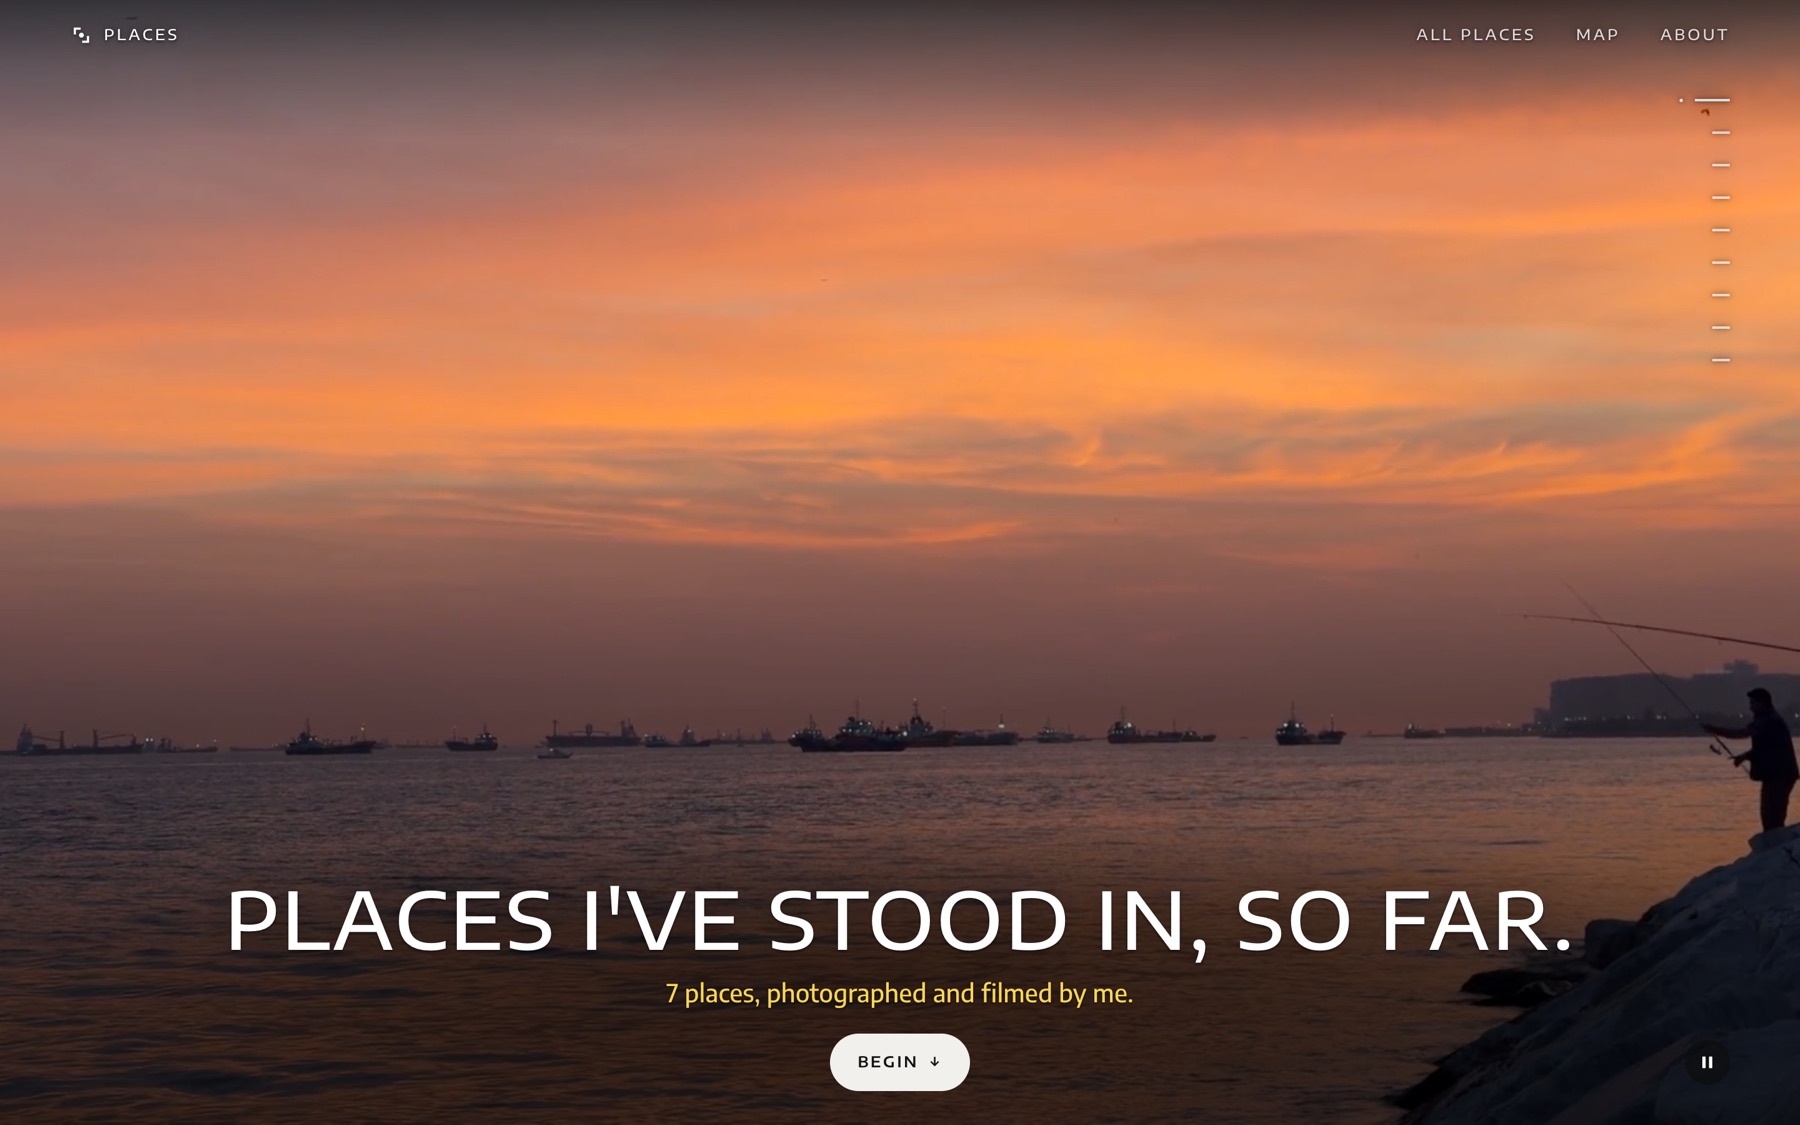 PLACES
ALL PLACES MAP ABOUT
PLACES I'VE STOOD IN, SO FAR.
7 places, photographed and filmed by me.
BEGIN ↓